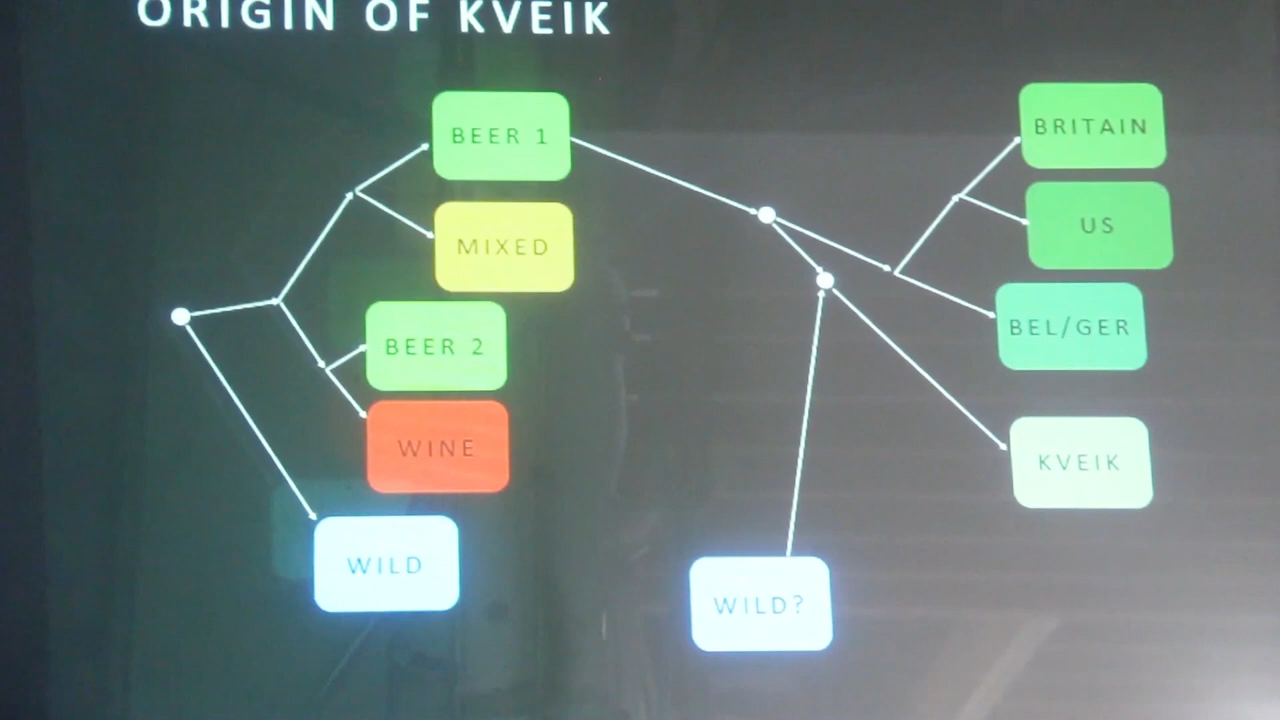 ORIGIN OF KVEIK
BEER 1
MIXED
BEER 2
WINE
WILD
WILD?
BRITAIN
US
BEL/GER
KVEIK